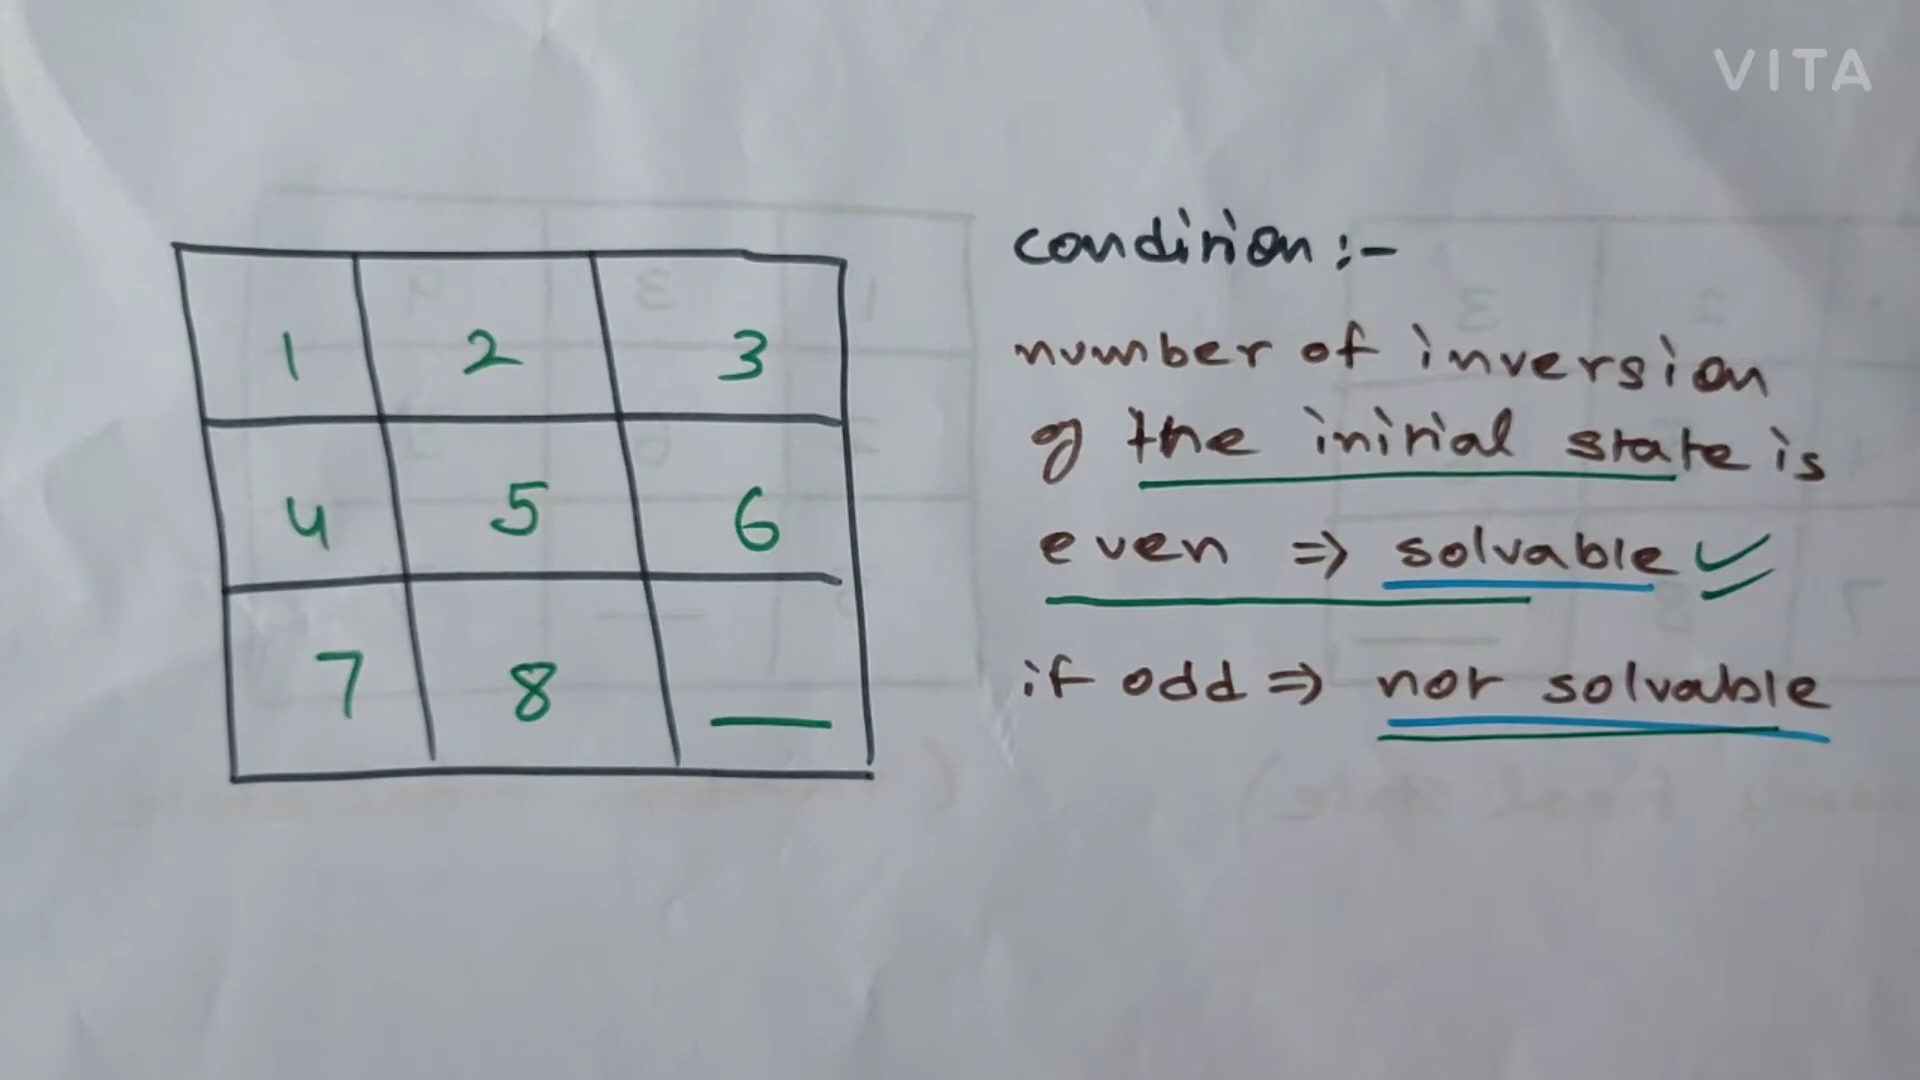 VITA
condition :-
1 2 3
number of inversion
of the initial state is
4 5 6
even => solvable
if odd => not solvable
7 8 _